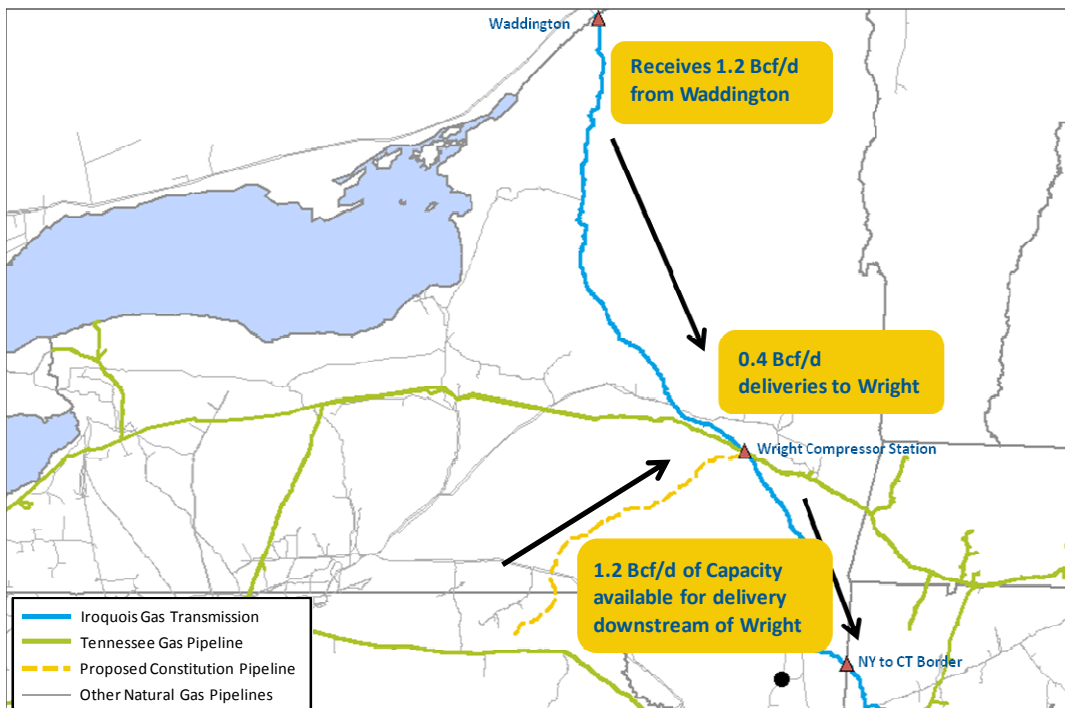 Waddington
Receives 1.2 Bcf/d
from Waddington
0.4 Bcf/d
deliveries to Wright
Wright Compressor Station
1.2 Bcf/d of Capacity
available for delivery
downstream of Wright
NY to CT Border
Iroquois Gas Transmission
Tennessee Gas Pipeline
Proposed Constitution Pipeline
Other Natural Gas Pipelines